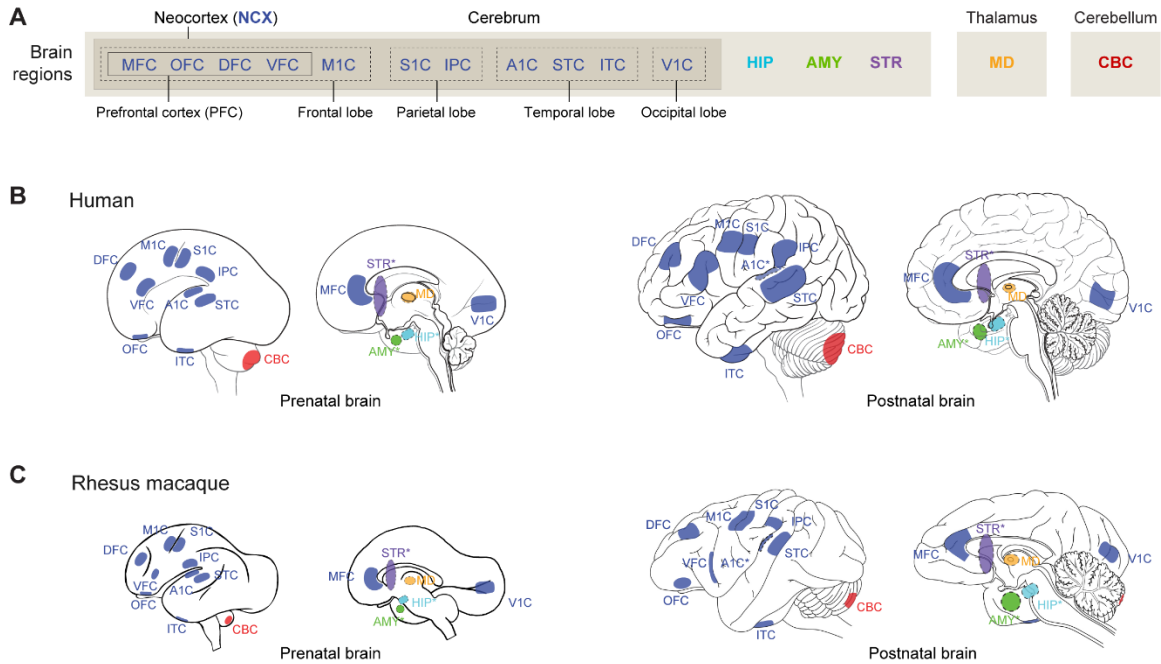 A
Neocortex (NCX)
Cerebrum
Thalamus
Cerebellum
Brain
regions
MFC OFC DFC VFC M1C S1C IPC A1C STC ITC V1C HIP AMY STR MD CBC
Prefrontal cortex (PFC)
Frontal lobe
Parietal lobe
Temporal lobe
Occipital lobe
B
Human
M1C
S1C
DFC
IPC
VFC
A1C
STC
OFC
ITC
CBC
STR*
MFC
MD
V1C
HIP*
AMY*
Prenatal brain
M1C
S1C
DFC
IPC
A1C*
VFC
STC
OFC
ITC
CBC
STR*
MFC
MD
V1C
AMY*
HIP*
Postnatal brain
C
Rhesus macaque
M1C
S1C
DFC
IPC
VFC
STC
A1C
OFC
ITC
CBC
STR*
MFC
MD
HIP*
V1C
AMY*
Prenatal brain
S1C
M1C
DFC
IPC
STC
VFC
A1C*
OFC
ITC
CBC
STR*
MFC
MD
V1C
HIP*
AMY*
Postnatal brain